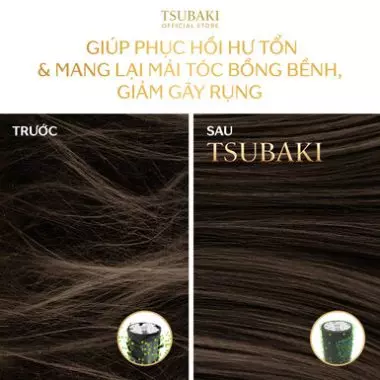 TSUBAKI
OFFICIAL STORE
GIÚP PHỤC HỒI HƯ TỔN
& MANG LẠI MÁI TÓC BỒNG BỀNH,
GIẢM GÃY RỤNG
TRƯỚC
SAU
TSUBAKI